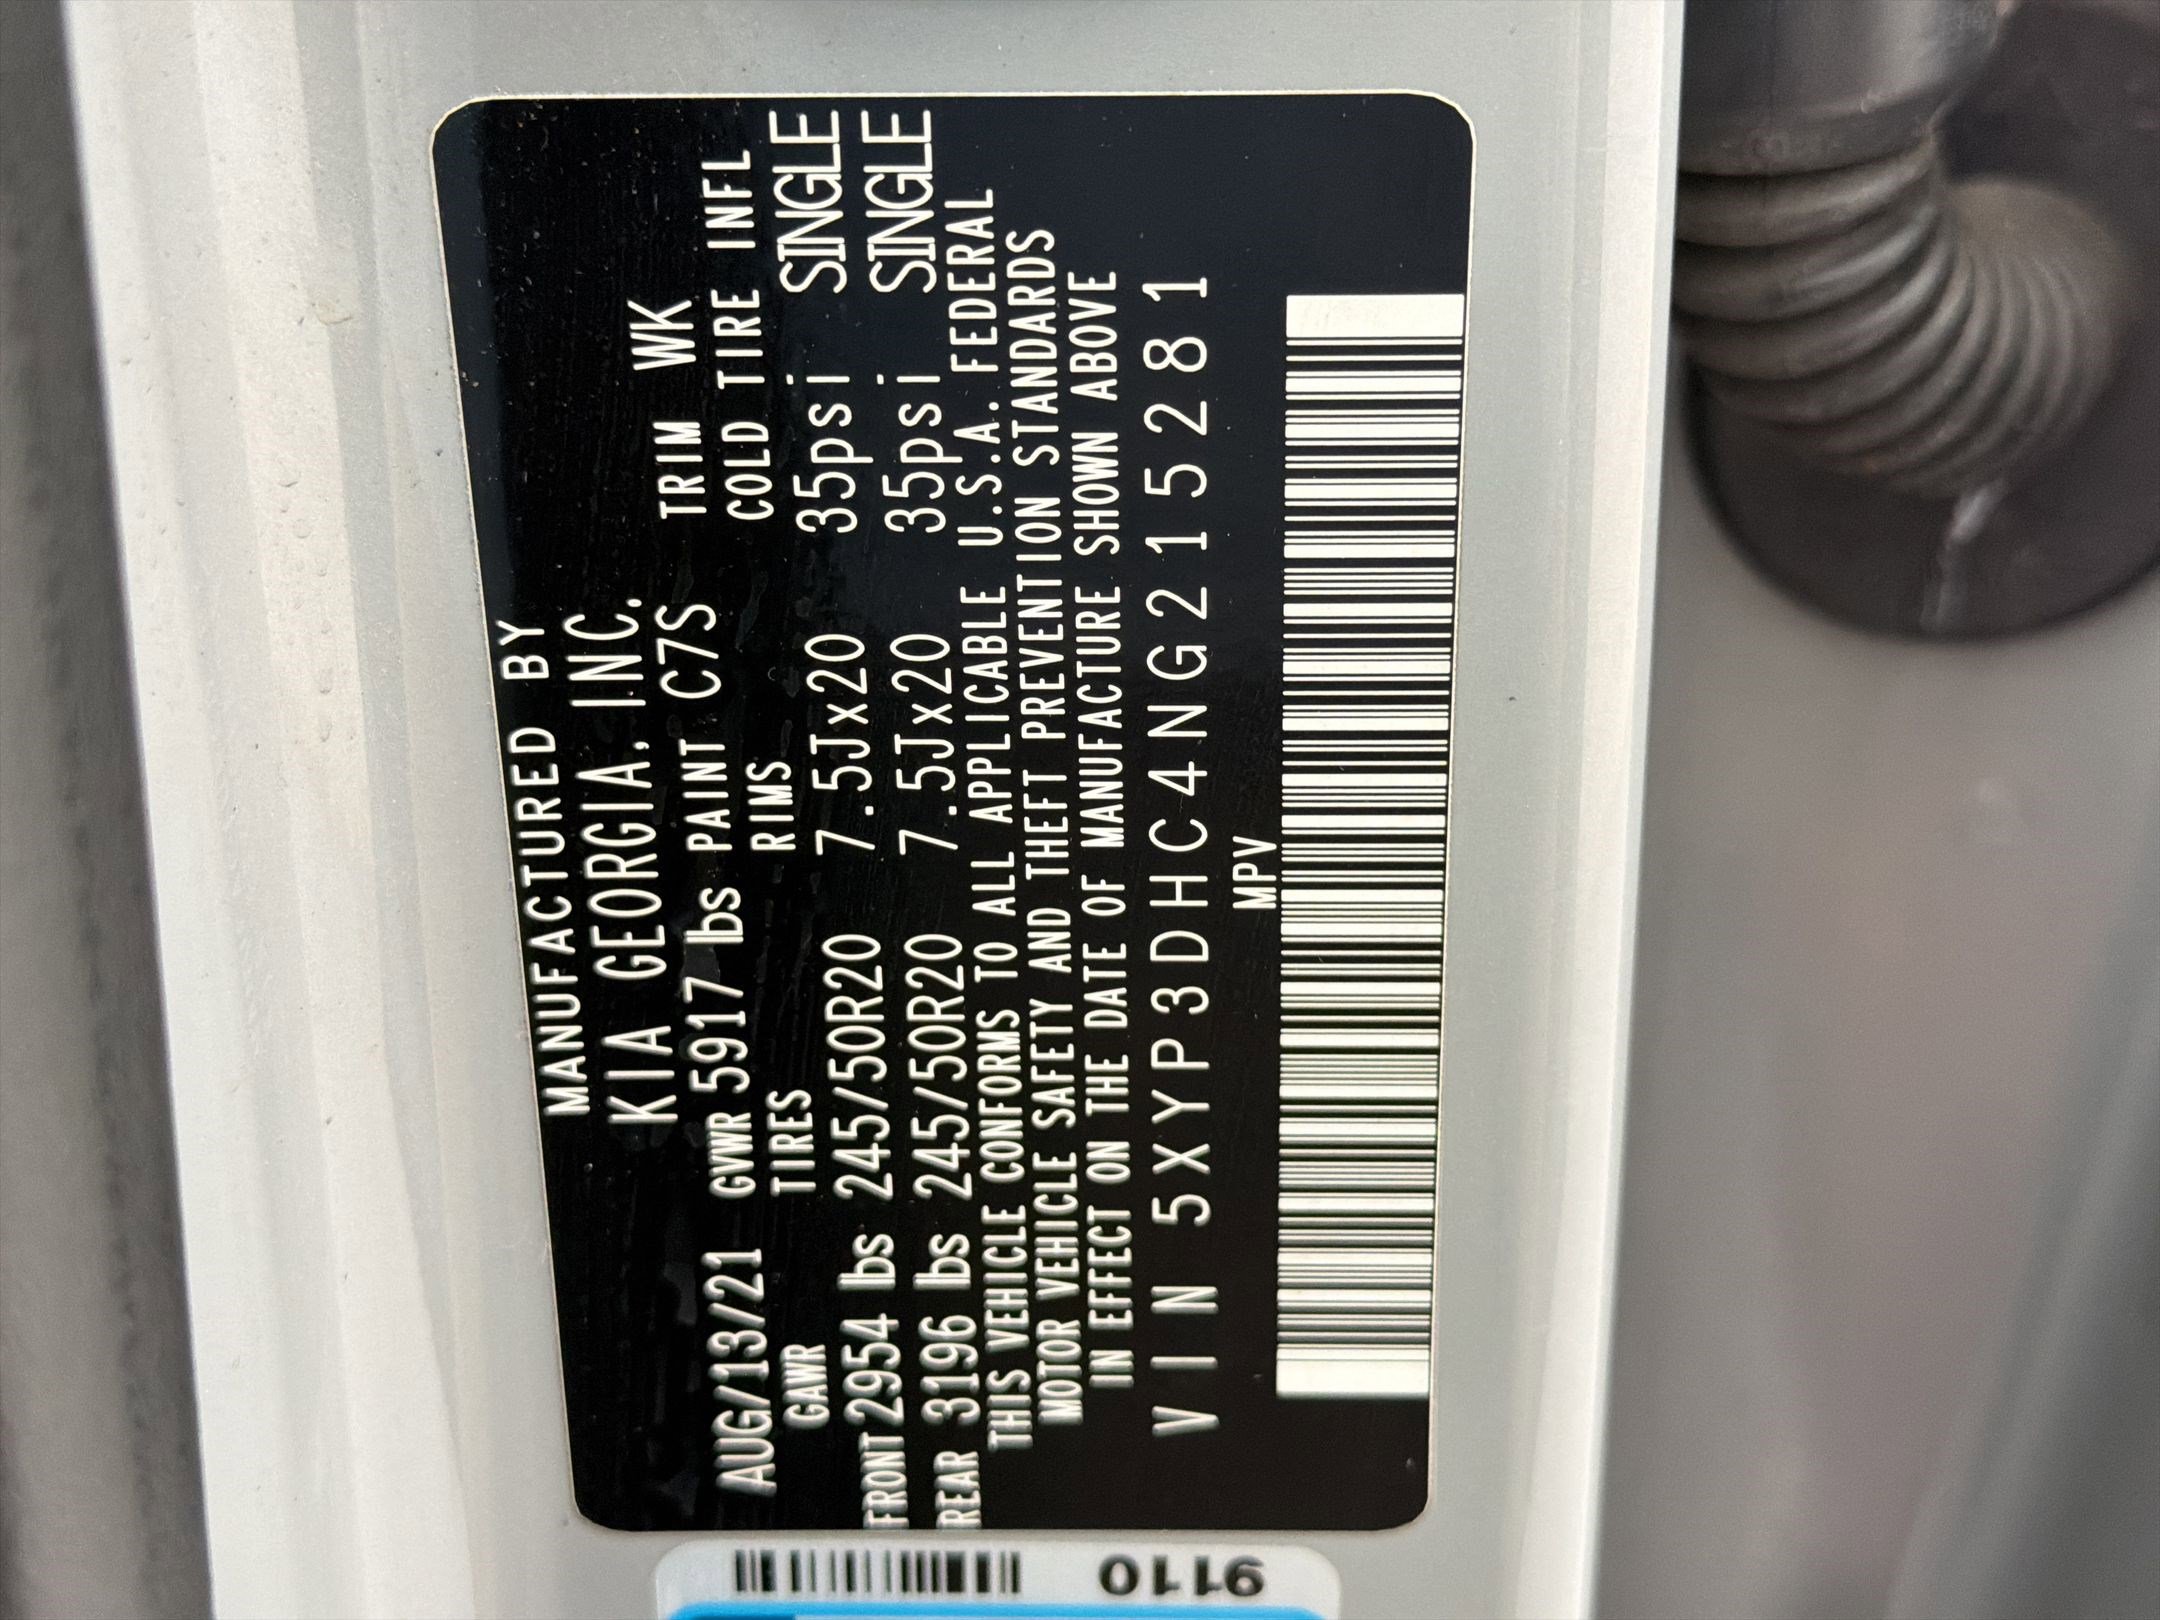 MANUFACTURED BY
KIA GEORGIA, INC.
AUG/13/21 GVWR 5917 lbs PAINT C7S TRIM WK
GAWR TIRES RIMS COLD TIRE INFL
FRONT 2954 lbs 245/50R20 7.5Jx20 35psi SINGLE
REAR 3196 lbs 245/50R20 7.5Jx20 35psi SINGLE
THIS VEHICLE CONFORMS TO ALL APPLICABLE U.S.A. FEDERAL
MOTOR VEHICLE SAFETY AND THEFT PREVENTION STANDARDS
IN EFFECT ON THE DATE OF MANUFACTURE SHOWN ABOVE
VIN 5XYP3DHC4NG215281
MPV
9110